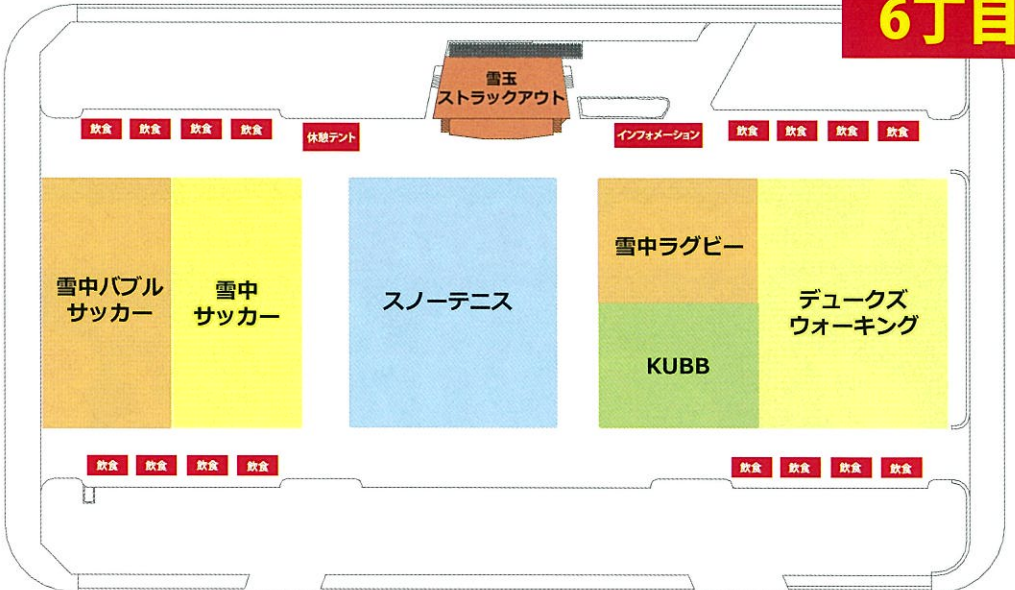 6丁目
雪玉
ストラックアウト
飲食 飲食 飲食 飲食
休憩テント
インフォメーション
飲食 飲食 飲食 飲食
雪中バブル
サッカー
雪中
サッカー
スノーテニス
雪中ラグビー
KUBB
デュークズ
ウォーキング
飲食 飲食 飲食 飲食
飲食 飲食 飲食 飲食